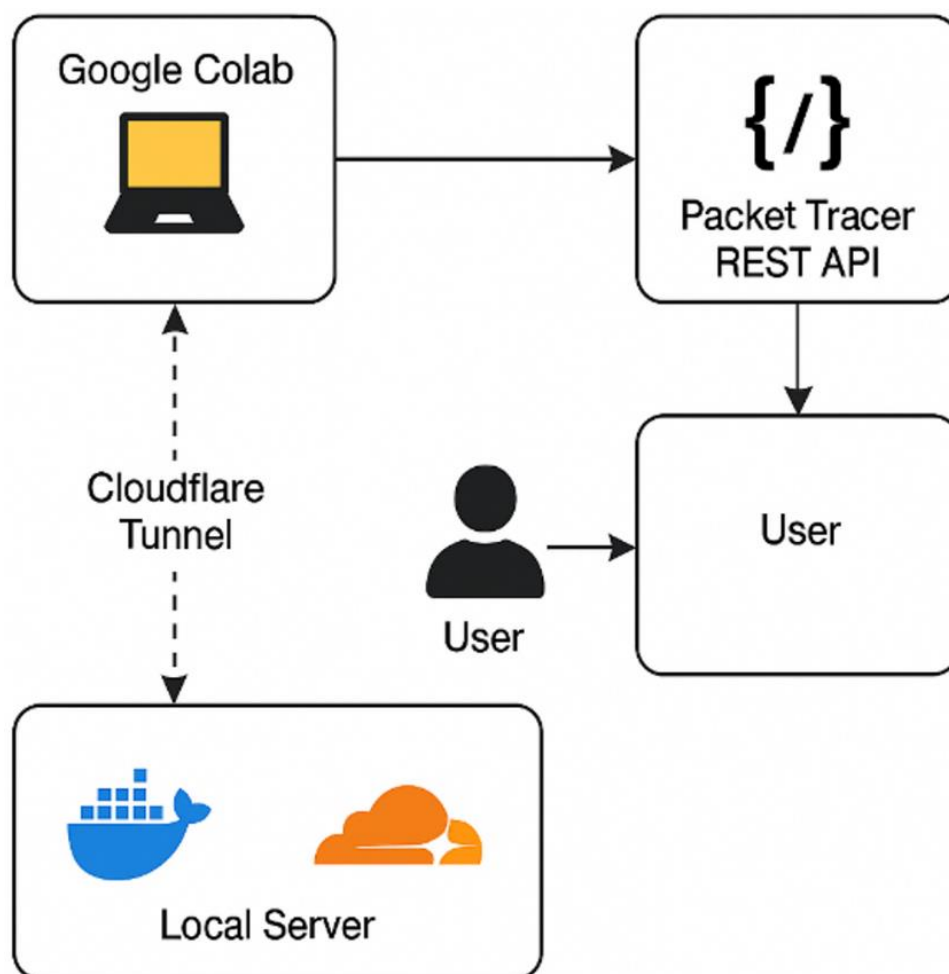 Google Colab
{/}
Packet Tracer
REST API
Cloudflare
Tunnel
User
User
Local Server